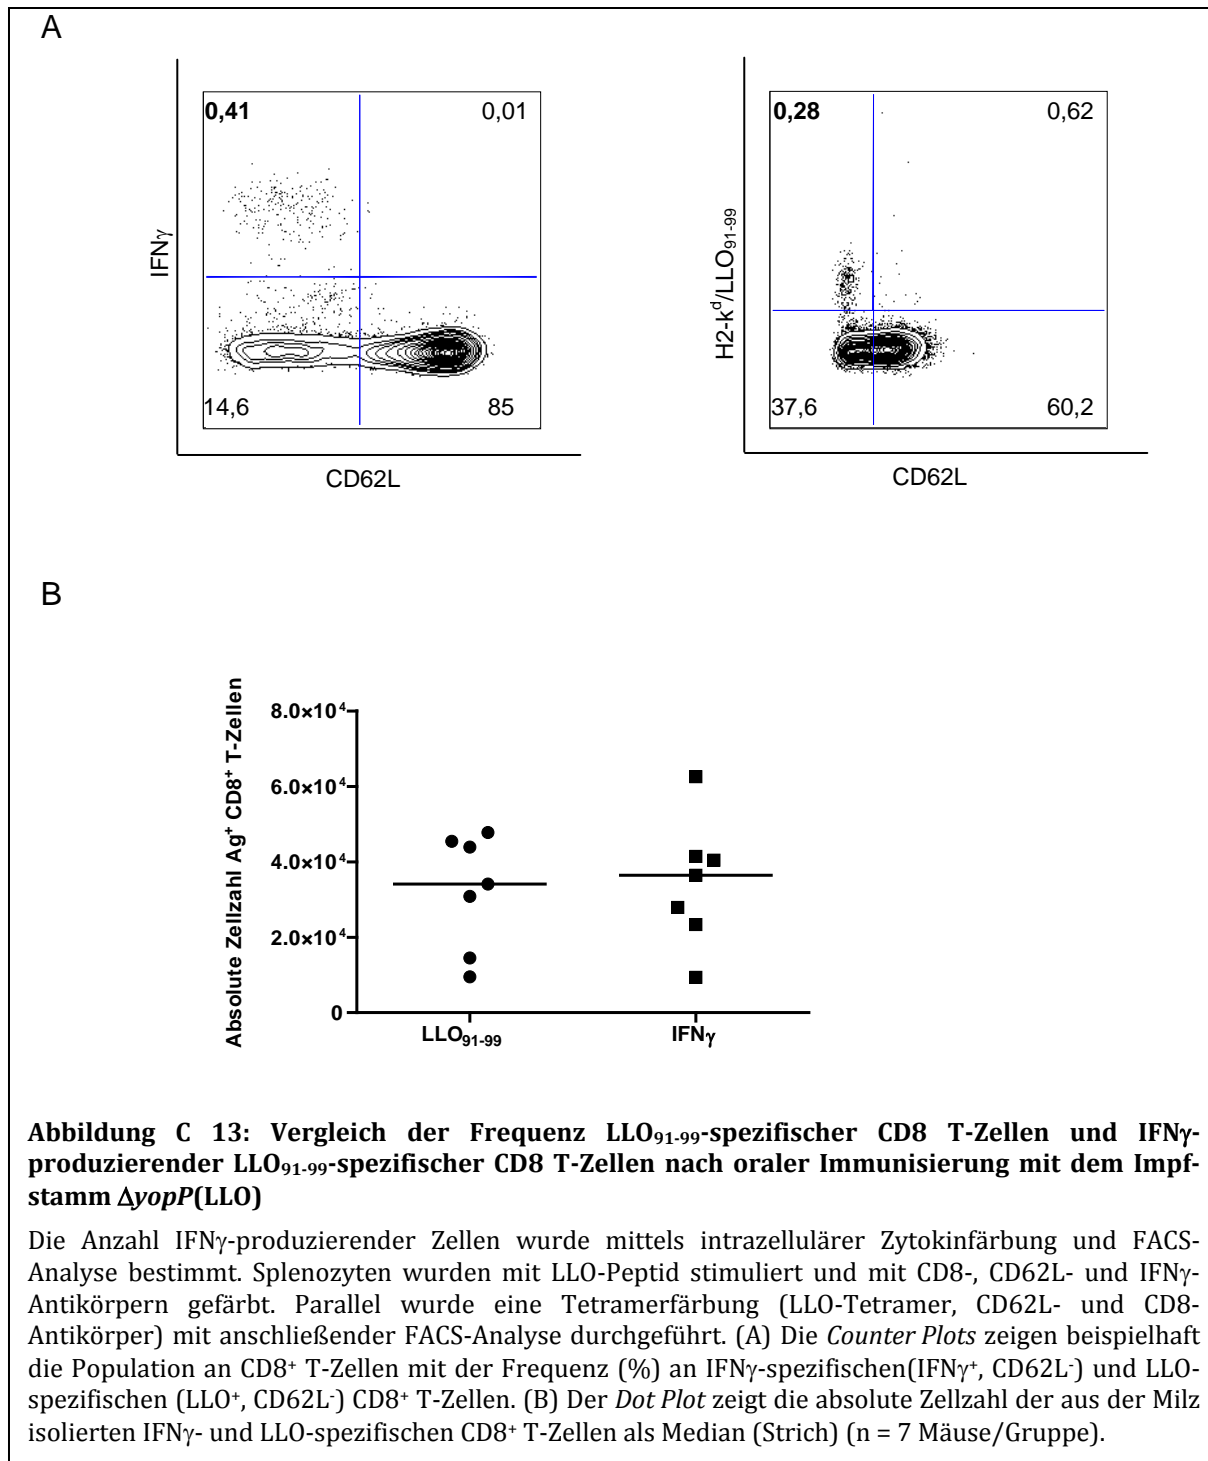 A
0,41
0,01
IFNγ
14,6
85
CD62L
0,28
0,62
H2-k^d/LLO₉₁₋₉₉
37,6
60,2
CD62L
B
Absolute Zellzahl Ag⁺ CD8⁺ T-Zellen
8.0×10⁴
6.0×10⁴
4.0×10⁴
2.0×10⁴
0
LLO₉₁₋₉₉
IFNγ
Abbildung C 13: Vergleich der Frequenz LLO₉₁₋₉₉-spezifischer CD8 T-Zellen und IFNγ-
produzierender LLO₉₁₋₉₉-spezifischer CD8 T-Zellen nach oraler Immunisierung mit dem Impf-
stamm ΔyopP(LLO)
Die Anzahl IFNγ-produzierender Zellen wurde mittels intrazellulärer Zytokinfärbung und FACS-
Analyse bestimmt. Splenozyten wurden mit LLO-Peptid stimuliert und mit CD8-, CD62L- und IFNγ-
Antikörpern gefärbt. Parallel wurde eine Tetramerfärbung (LLO-Tetramer, CD62L- und CD8-
Antikörper) mit anschließender FACS-Analyse durchgeführt. (A) Die Counter Plots zeigen beispielhaft
die Population an CD8⁺ T-Zellen mit der Frequenz (%) an IFNγ-spezifischen(IFNγ⁺, CD62L⁻) und LLO-
spezifischen (LLO⁺, CD62L⁻) CD8⁺ T-Zellen. (B) Der Dot Plot zeigt die absolute Zellzahl der aus der Milz
isolierten IFNγ- und LLO-spezifischen CD8⁺ T-Zellen als Median (Strich) (n = 7 Mäuse/Gruppe).